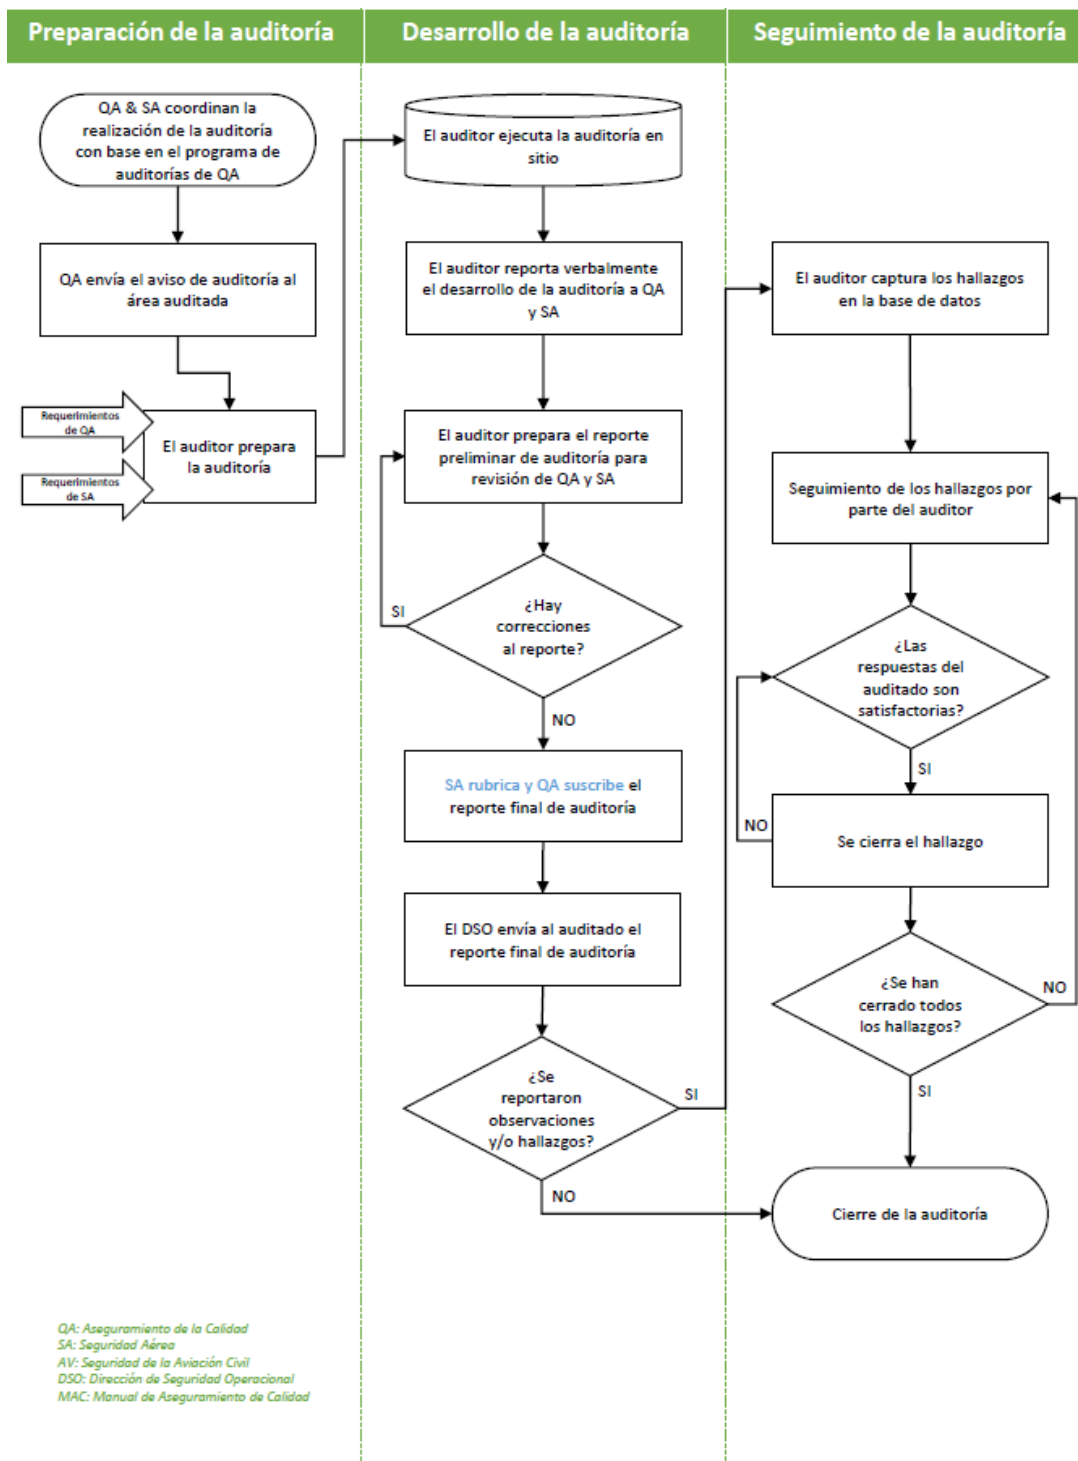 Preparación de la auditoría
Desarrollo de la auditoría
Seguimiento de la auditoría
QA & SA coordinan la
realización de la auditoría
con base en el programa de
auditorías de QA
QA envía el aviso de auditoría al
área auditada
Requerimientos
de QA
Requerimientos
de SA
El auditor prepara
la auditoría
El auditor ejecuta la auditoría en
sitio
El auditor reporta verbalmente
el desarrollo de la auditoría a QA
y SA
El auditor prepara el reporte
preliminar de auditoría para
revisión de QA y SA
¿Hay
correcciones
al reporte?
SI
NO
SA rubrica y QA suscribe el
reporte final de auditoría
El DSO envía al auditado el
reporte final de auditoría
¿Se
reportaron
observaciones
y/o hallazgos?
SI
NO
El auditor captura los hallazgos
en la base de datos
Seguimiento de los hallazgos por
parte del auditor
¿Las
respuestas del
auditado son
satisfactorias?
SI
NO
Se cierra el hallazgo
¿Se han
cerrado todos
los hallazgos?
NO
SI
Cierre de la auditoría
QA: Aseguramiento de la Calidad
SA: Seguridad Aérea
AV: Seguridad de la Aviación Civil
DSO: Dirección de Seguridad Operacional
MAC: Manual de Aseguramiento de Calidad